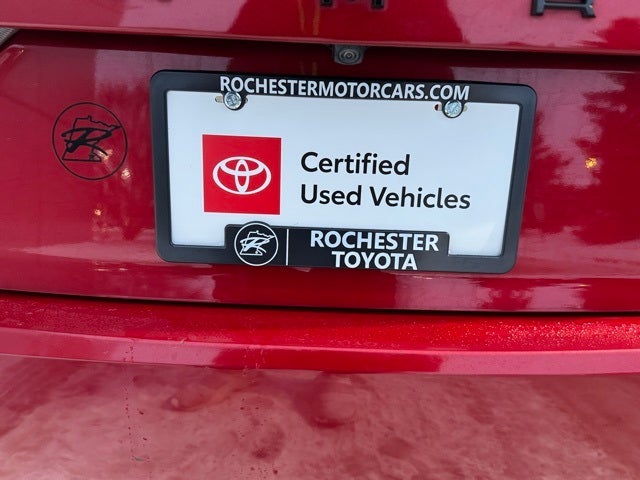 ROCHESTERMOTORCARS.COM
Certified
Used Vehicles
R
R
ROCHESTER
TOYOTA